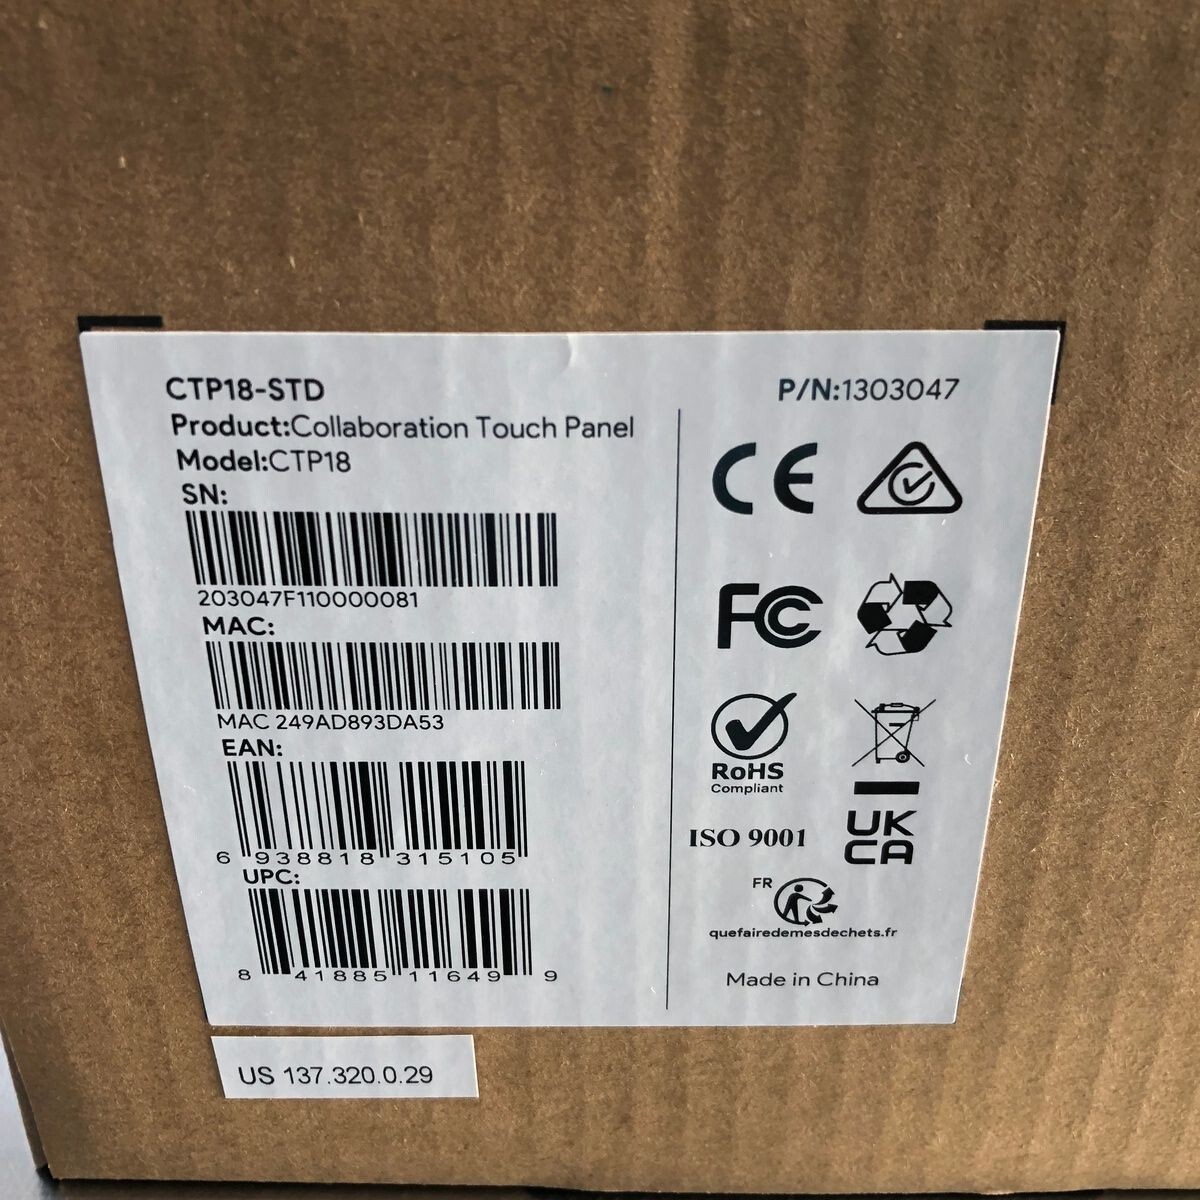 CTP18-STD
P/N:1303047
Product:Collaboration Touch Panel
Model:CTP18
SN:
203047F110000081
MAC:
MAC 249AD893DA53
EAN:
6 938818 315105
UPC:
8 41885 11649 9
CE
FC
RoHS
Compliant
ISO 9001
UK
CA
FR
quefairedemesdechets.fr
Made in China
US 137.320.0.29